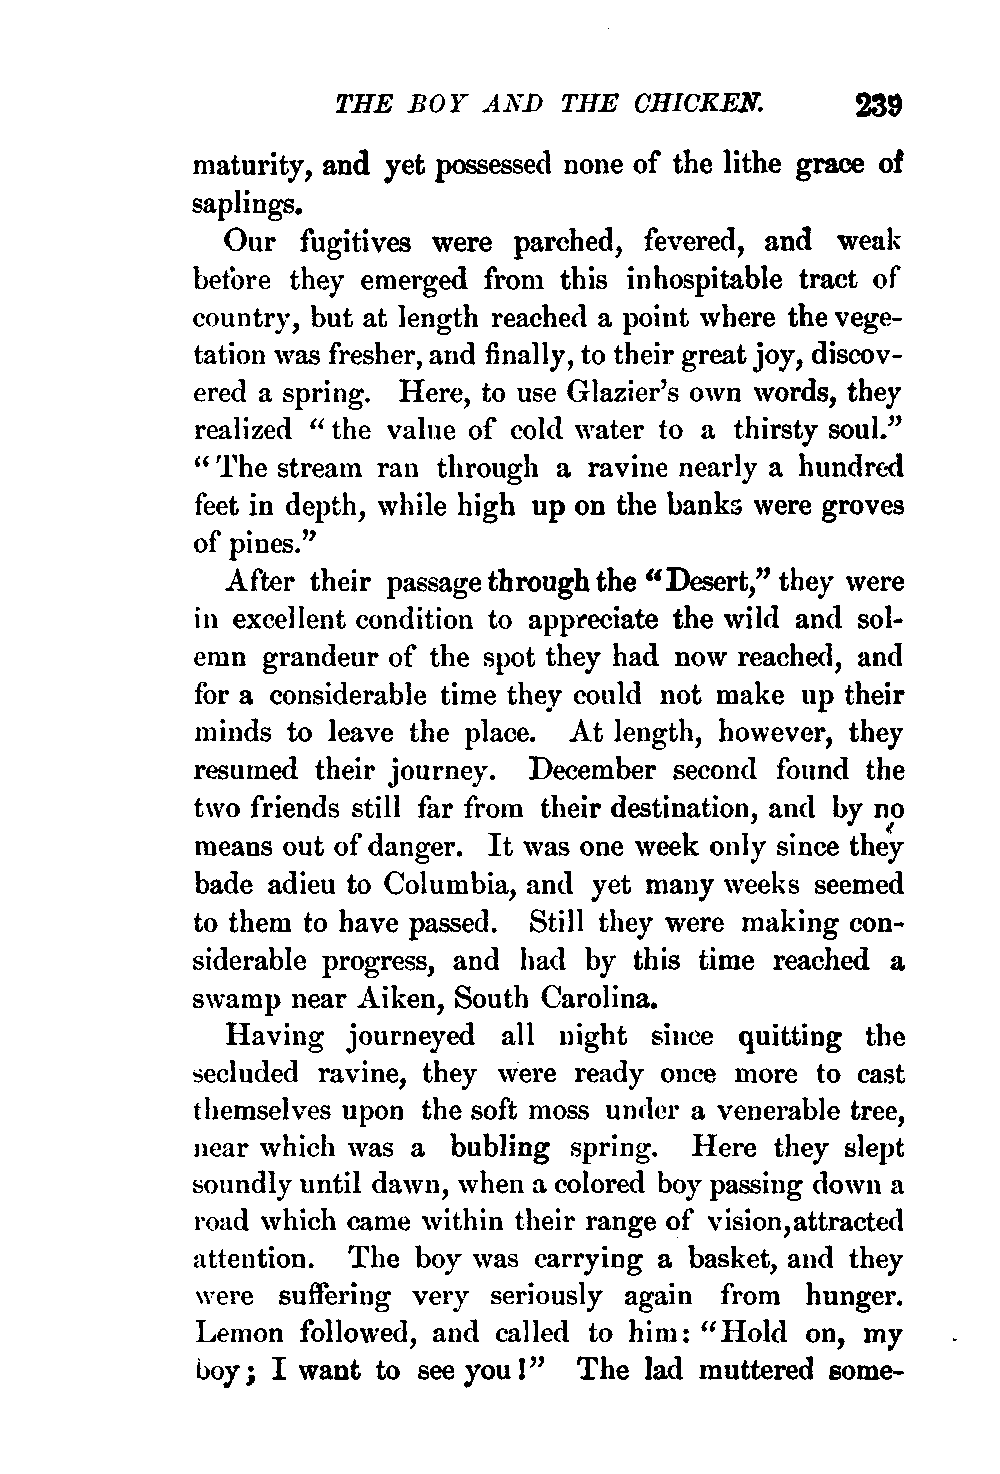 THE BOY AND THE CHICKEN. 239
maturity, and yet possessed none of the lithe grace of
saplings.
Our fugitives were parched, fevered, and weak
before they emerged from this inhospitable tract of
country, but at length reached a point where the vege-
tation was fresher, and finally, to their great joy, discov-
ered a spring. Here, to use Glazier's own words, they
realized "the value of cold water to a thirsty soul."
"The stream ran through a ravine nearly a hundred
feet in depth, while high up on the banks were groves
of pines."
After their passage through the "Desert," they were
in excellent condition to appreciate the wild and sol-
emn grandeur of the spot they had now reached, and
for a considerable time they could not make up their
minds to leave the place. At length, however, they
resumed their journey. December second found the
two friends still far from their destination, and by no
means out of danger. It was one week only since they
bade adieu to Columbia, and yet many weeks seemed
to them to have passed. Still they were making con-
siderable progress, and had by this time reached a
swamp near Aiken, South Carolina.
Having journeyed all night since quitting the
secluded ravine, they were ready once more to cast
themselves upon the soft moss under a venerable tree,
near which was a bubling spring. Here they slept
soundly until dawn, when a colored boy passing down a
road which came within their range of vision, attracted
attention. The boy was carrying a basket, and they
were suffering very seriously again from hunger.
Lemon followed, and called to him: "Hold on, my
boy; I want to see you!" The lad muttered some-